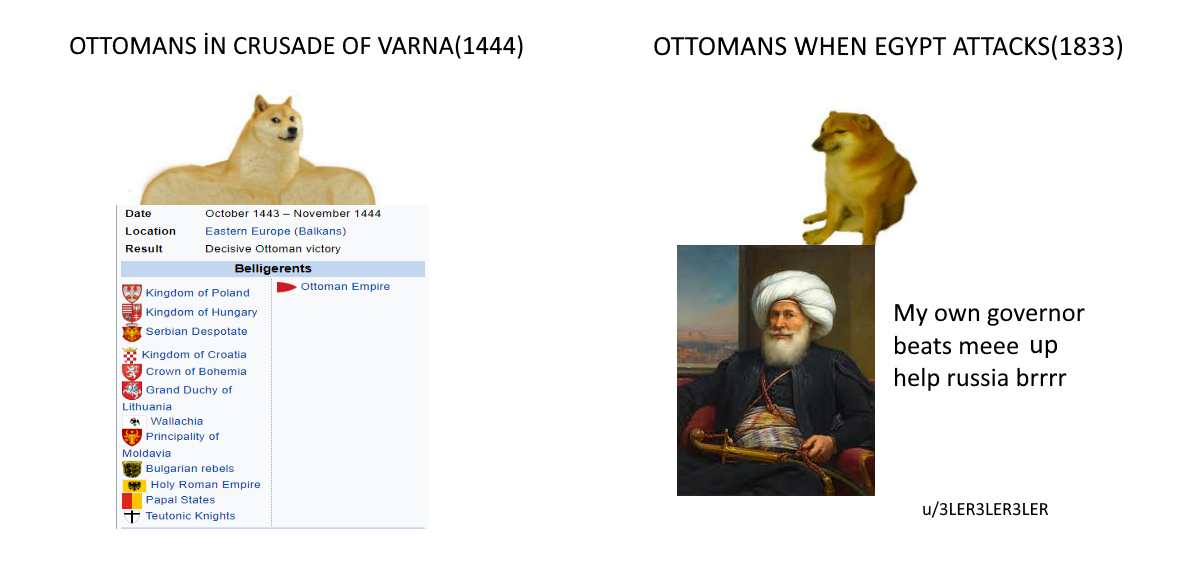 OTTOMANS İN CRUSADE OF VARNA(1444)
Date October 1443 – November 1444
Location Eastern Europe (Balkans)
Result Decisive Ottoman victory
Belligerents
Kingdom of Poland
Kingdom of Hungary
Serbian Despotate
Kingdom of Croatia
Crown of Bohemia
Grand Duchy of
Lithuania
Wallachia
Principality of
Moldavia
Bulgarian rebels
Holy Roman Empire
Papal States
Teutonic Knights
Ottoman Empire
OTTOMANS WHEN EGYPT ATTACKS(1833)
My own governor
beats meee up
help russia brrrr
u/3LER3LER3LER